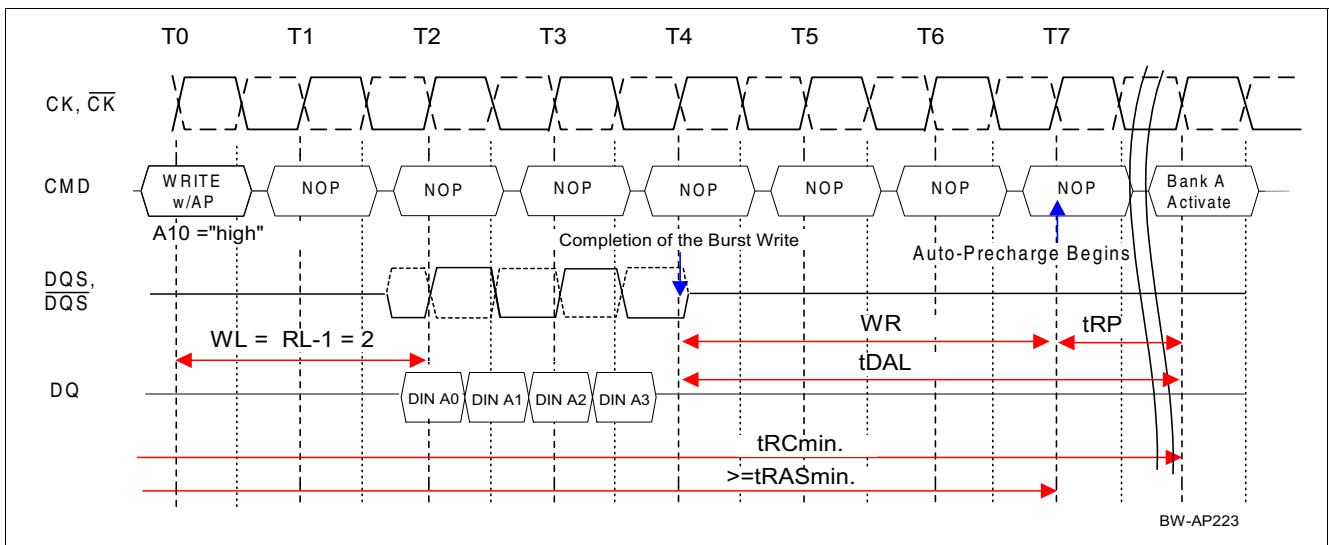 T0 T1 T2 T3 T4 T5 T6 T7
CK, CK
CMD WRITE NOP NOP NOP NOP NOP NOP NOP Bank A
w/AP Activate
A10 ="high"
Completion of the Burst Write
Auto-Precharge Begins
DQS,
DQS
WL = RL-1 = 2
WR tRP
tDAL
DQ DIN A0 DIN A1 DIN A2 DIN A3
tRCmin.
>=tRASmin.
BW-AP223